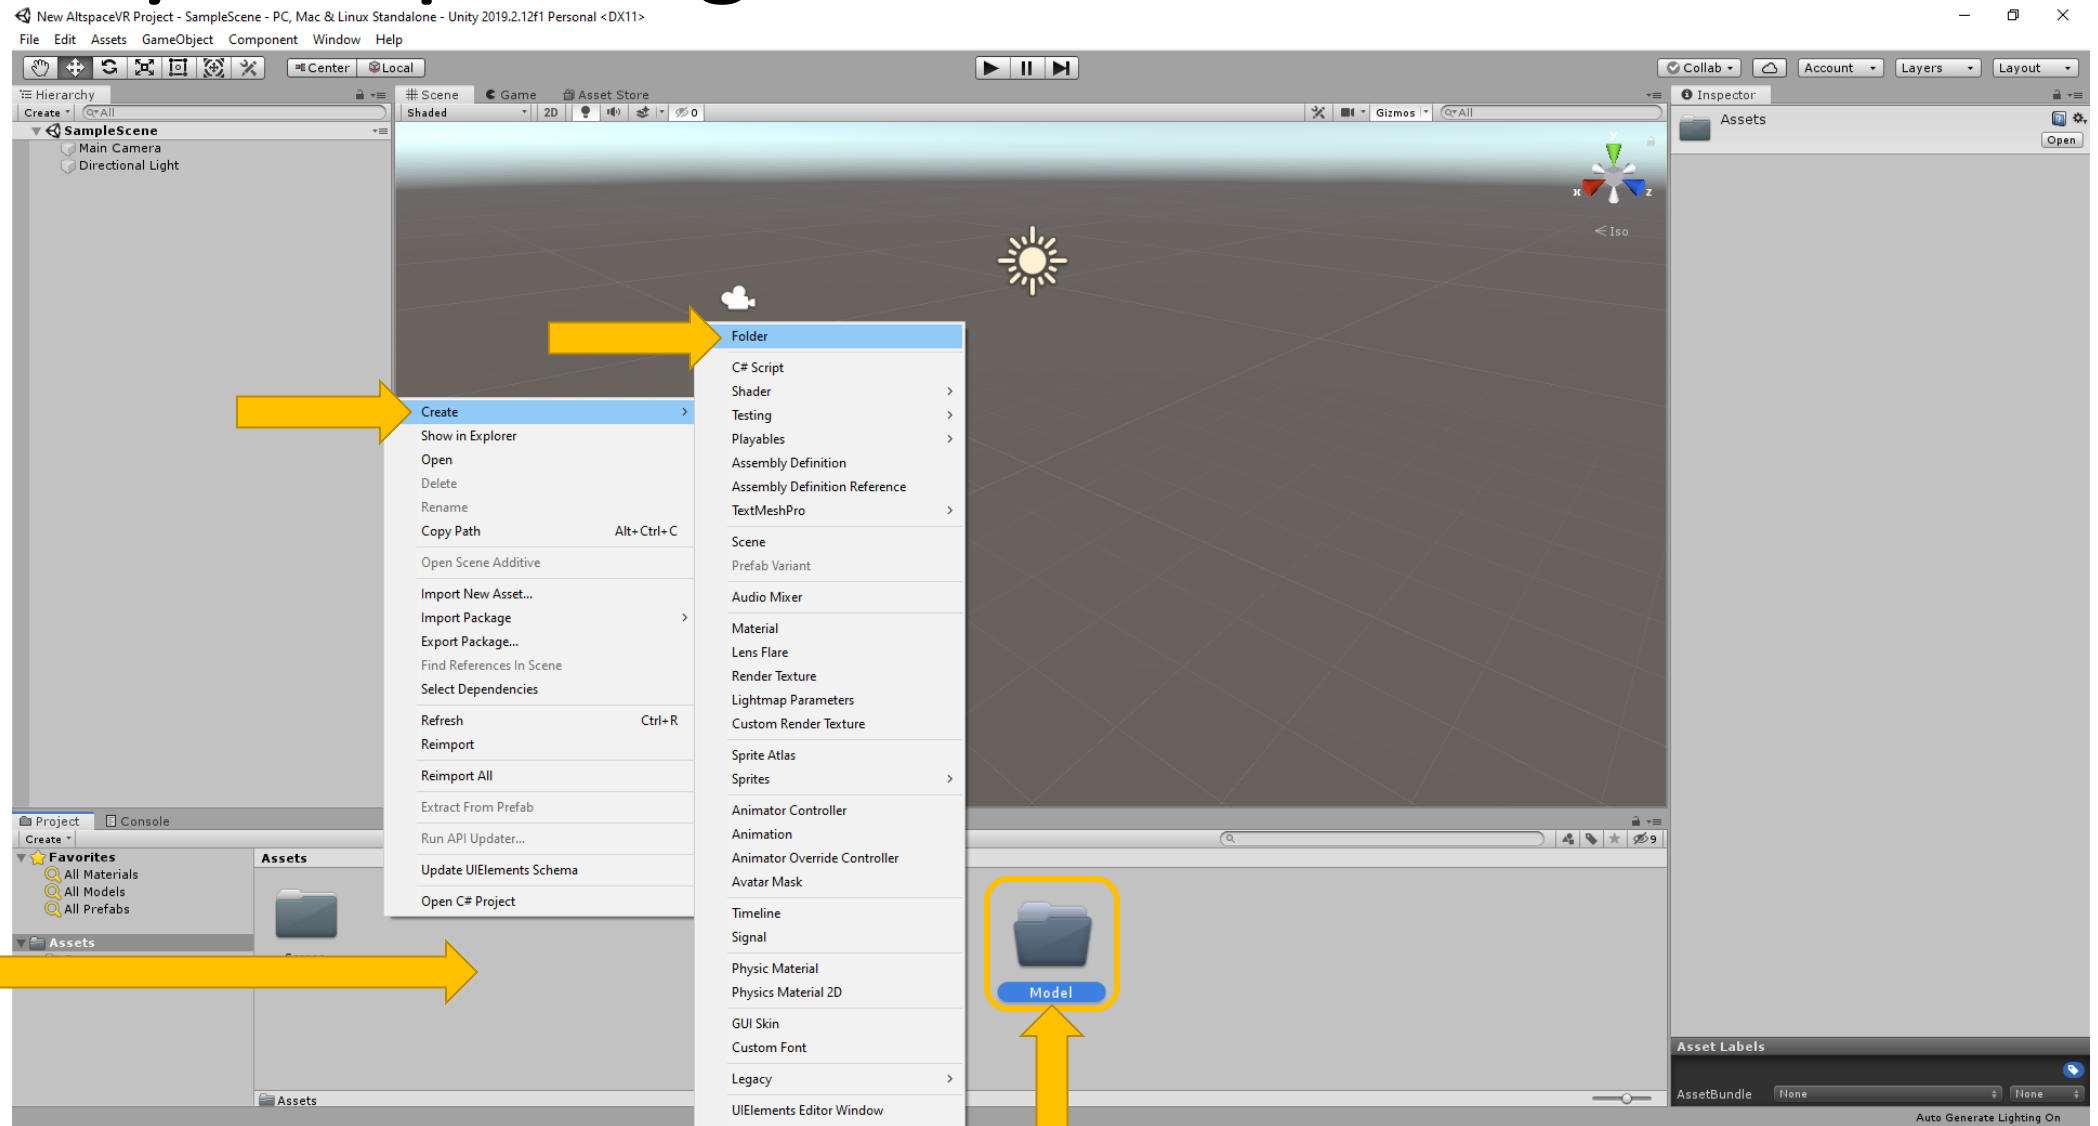 New AltspaceVR Project - SampleScene - PC, Mac & Linux Standalone - Unity 2019.2.12f1 Personal <DX11>
File Edit Assets GameObject Component Window Help
Center Local
Collab Account Layers Layout
Hierarchy
Create All
SampleScene
Main Camera
Directional Light
Scene Game Asset Store
Shaded 2D 0 Gizmos All
Iso
y
x z
Inspector
Assets
Open
Create
Show in Explorer
Open
Delete
Rename
Copy Path Alt+Ctrl+C
Open Scene Additive
Import New Asset...
Import Package
Export Package...
Find References In Scene
Select Dependencies
Refresh Ctrl+R
Reimport
Reimport All
Extract From Prefab
Run API Updater...
Update UIElements Schema
Open C# Project
Folder
C# Script
Shader
Testing
Playables
Assembly Definition
Assembly Definition Reference
TextMeshPro
Scene
Prefab Variant
Audio Mixer
Material
Lens Flare
Render Texture
Lightmap Parameters
Custom Render Texture
Sprite Atlas
Sprites
Animator Controller
Animation
Animator Override Controller
Avatar Mask
Timeline
Signal
Physic Material
Physics Material 2D
GUI Skin
Custom Font
Legacy
UIElements Editor Window
Project Console
Create
9
Favorites
All Materials
All Models
All Prefabs
Assets
Assets
Model
Assets
Asset Labels
AssetBundle None None
Auto Generate Lighting On